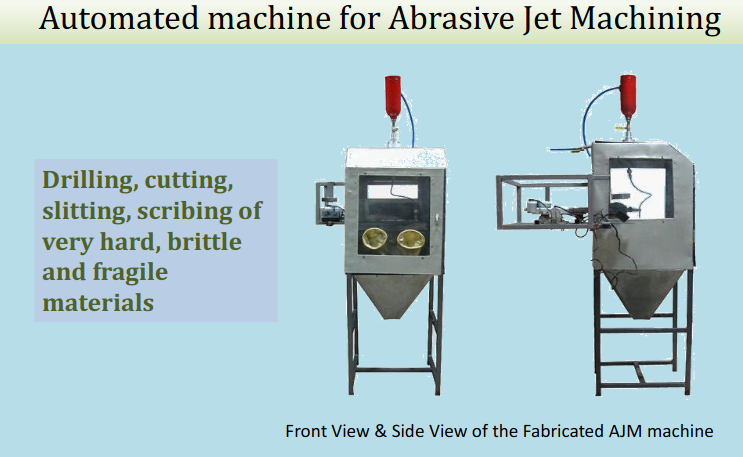 Automated machine for Abrasive Jet Machining
Drilling, cutting,
slitting, scribing of
very hard, brittle
and fragile
materials
Front View & Side View of the Fabricated AJM machine